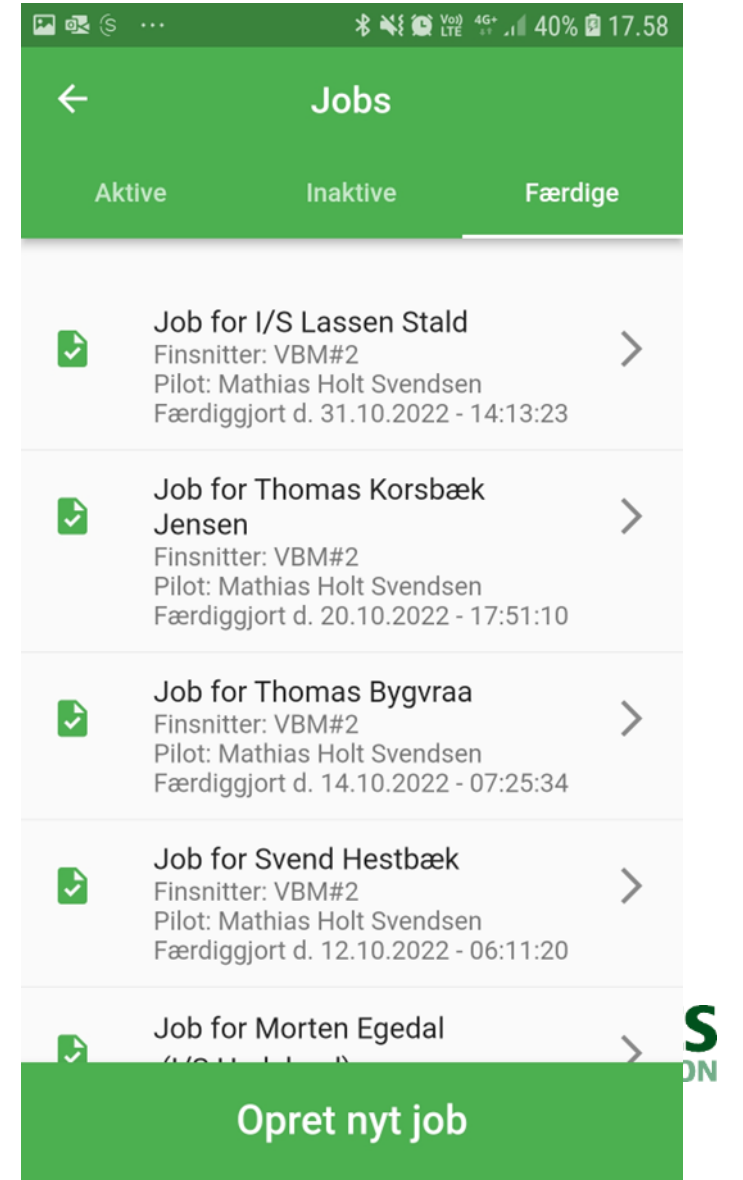 40% 17.58
Jobs
Aktive Inaktive Færdige
Job for I/S Lassen Stald
Finsnitter: VBM#2
Pilot: Mathias Holt Svendsen
Færdiggjort d. 31.10.2022 - 14:13:23
Job for Thomas Korsbæk
Jensen
Finsnitter: VBM#2
Pilot: Mathias Holt Svendsen
Færdiggjort d. 20.10.2022 - 17:51:10
Job for Thomas Bygvraa
Finsnitter: VBM#2
Pilot: Mathias Holt Svendsen
Færdiggjort d. 14.10.2022 - 07:25:34
Job for Svend Hestbæk
Finsnitter: VBM#2
Pilot: Mathias Holt Svendsen
Færdiggjort d. 12.10.2022 - 06:11:20
Job for Morten Egedal
Opret nyt job